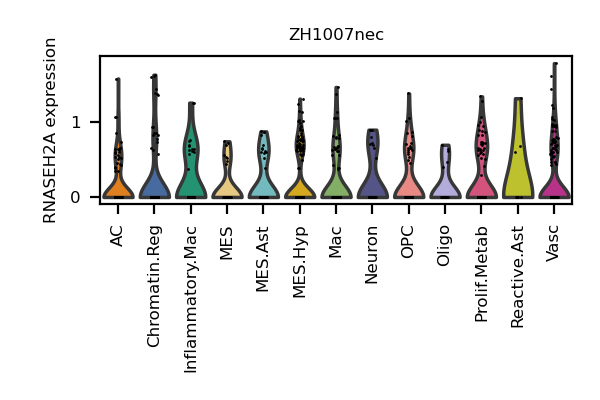 ZH1007nec
RNASEH2A expression
1
0
AC
Chromatin.Reg
Inflammatory.Mac
MES
MES.Ast
MES.Hyp
Mac
Neuron
OPC
Oligo
Prolif.Metab
Reactive.Ast
Vasc